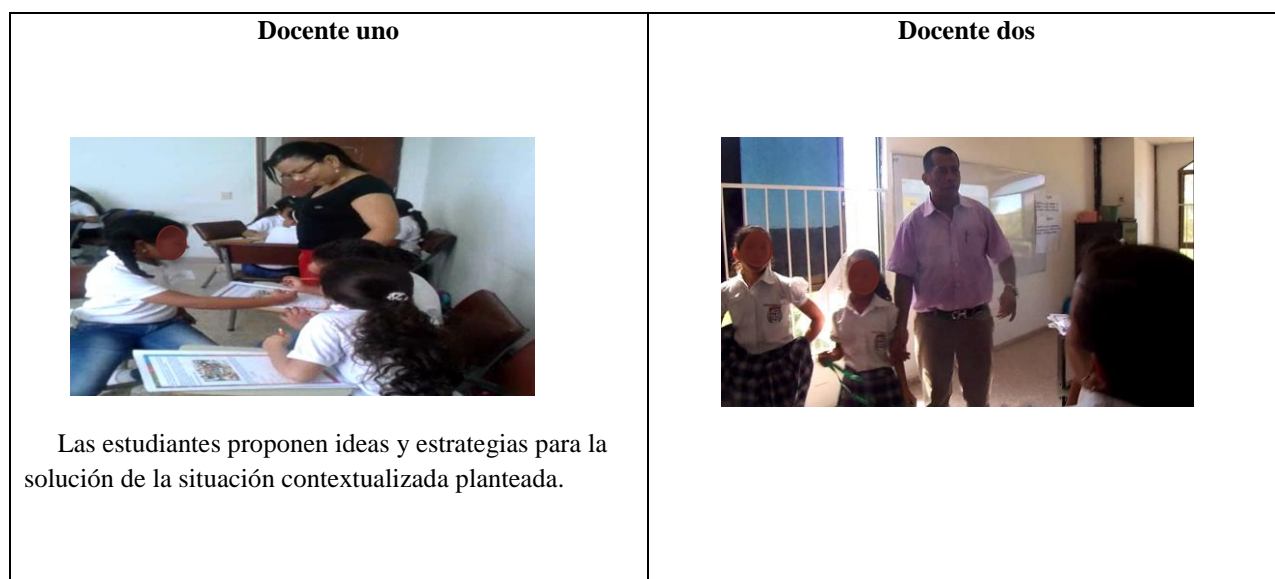 Docente uno
Docente dos
Las estudiantes proponen ideas y estrategias para la
solución de la situación contextualizada planteada.